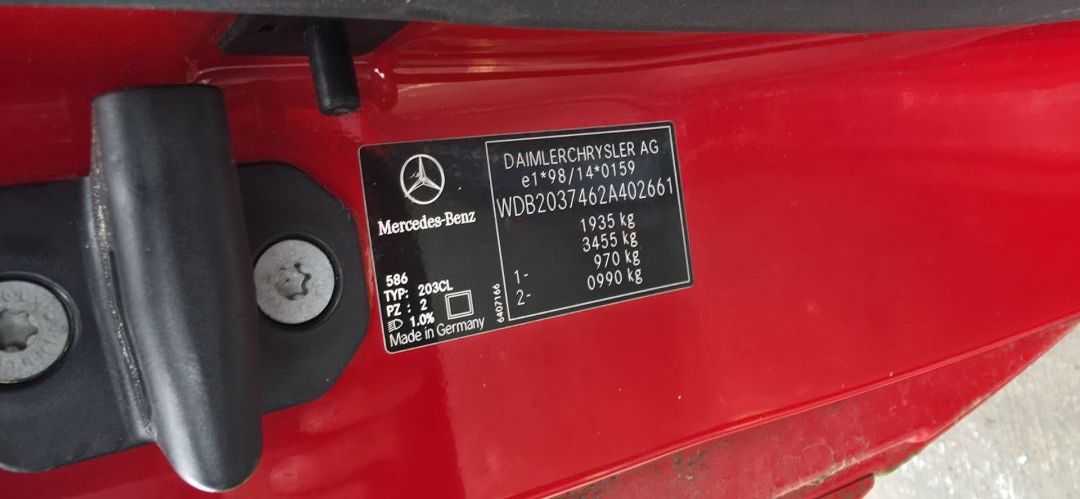 Mercedes-Benz
586
TYP: 203CL
PZ : 2
1.0%
Made in Germany
6407166
DAIMLERCHRYSLER AG
e1*98/14*0159
WDB2037462A402661
1935 kg
3455 kg
1- 970 kg
2- 0990 kg